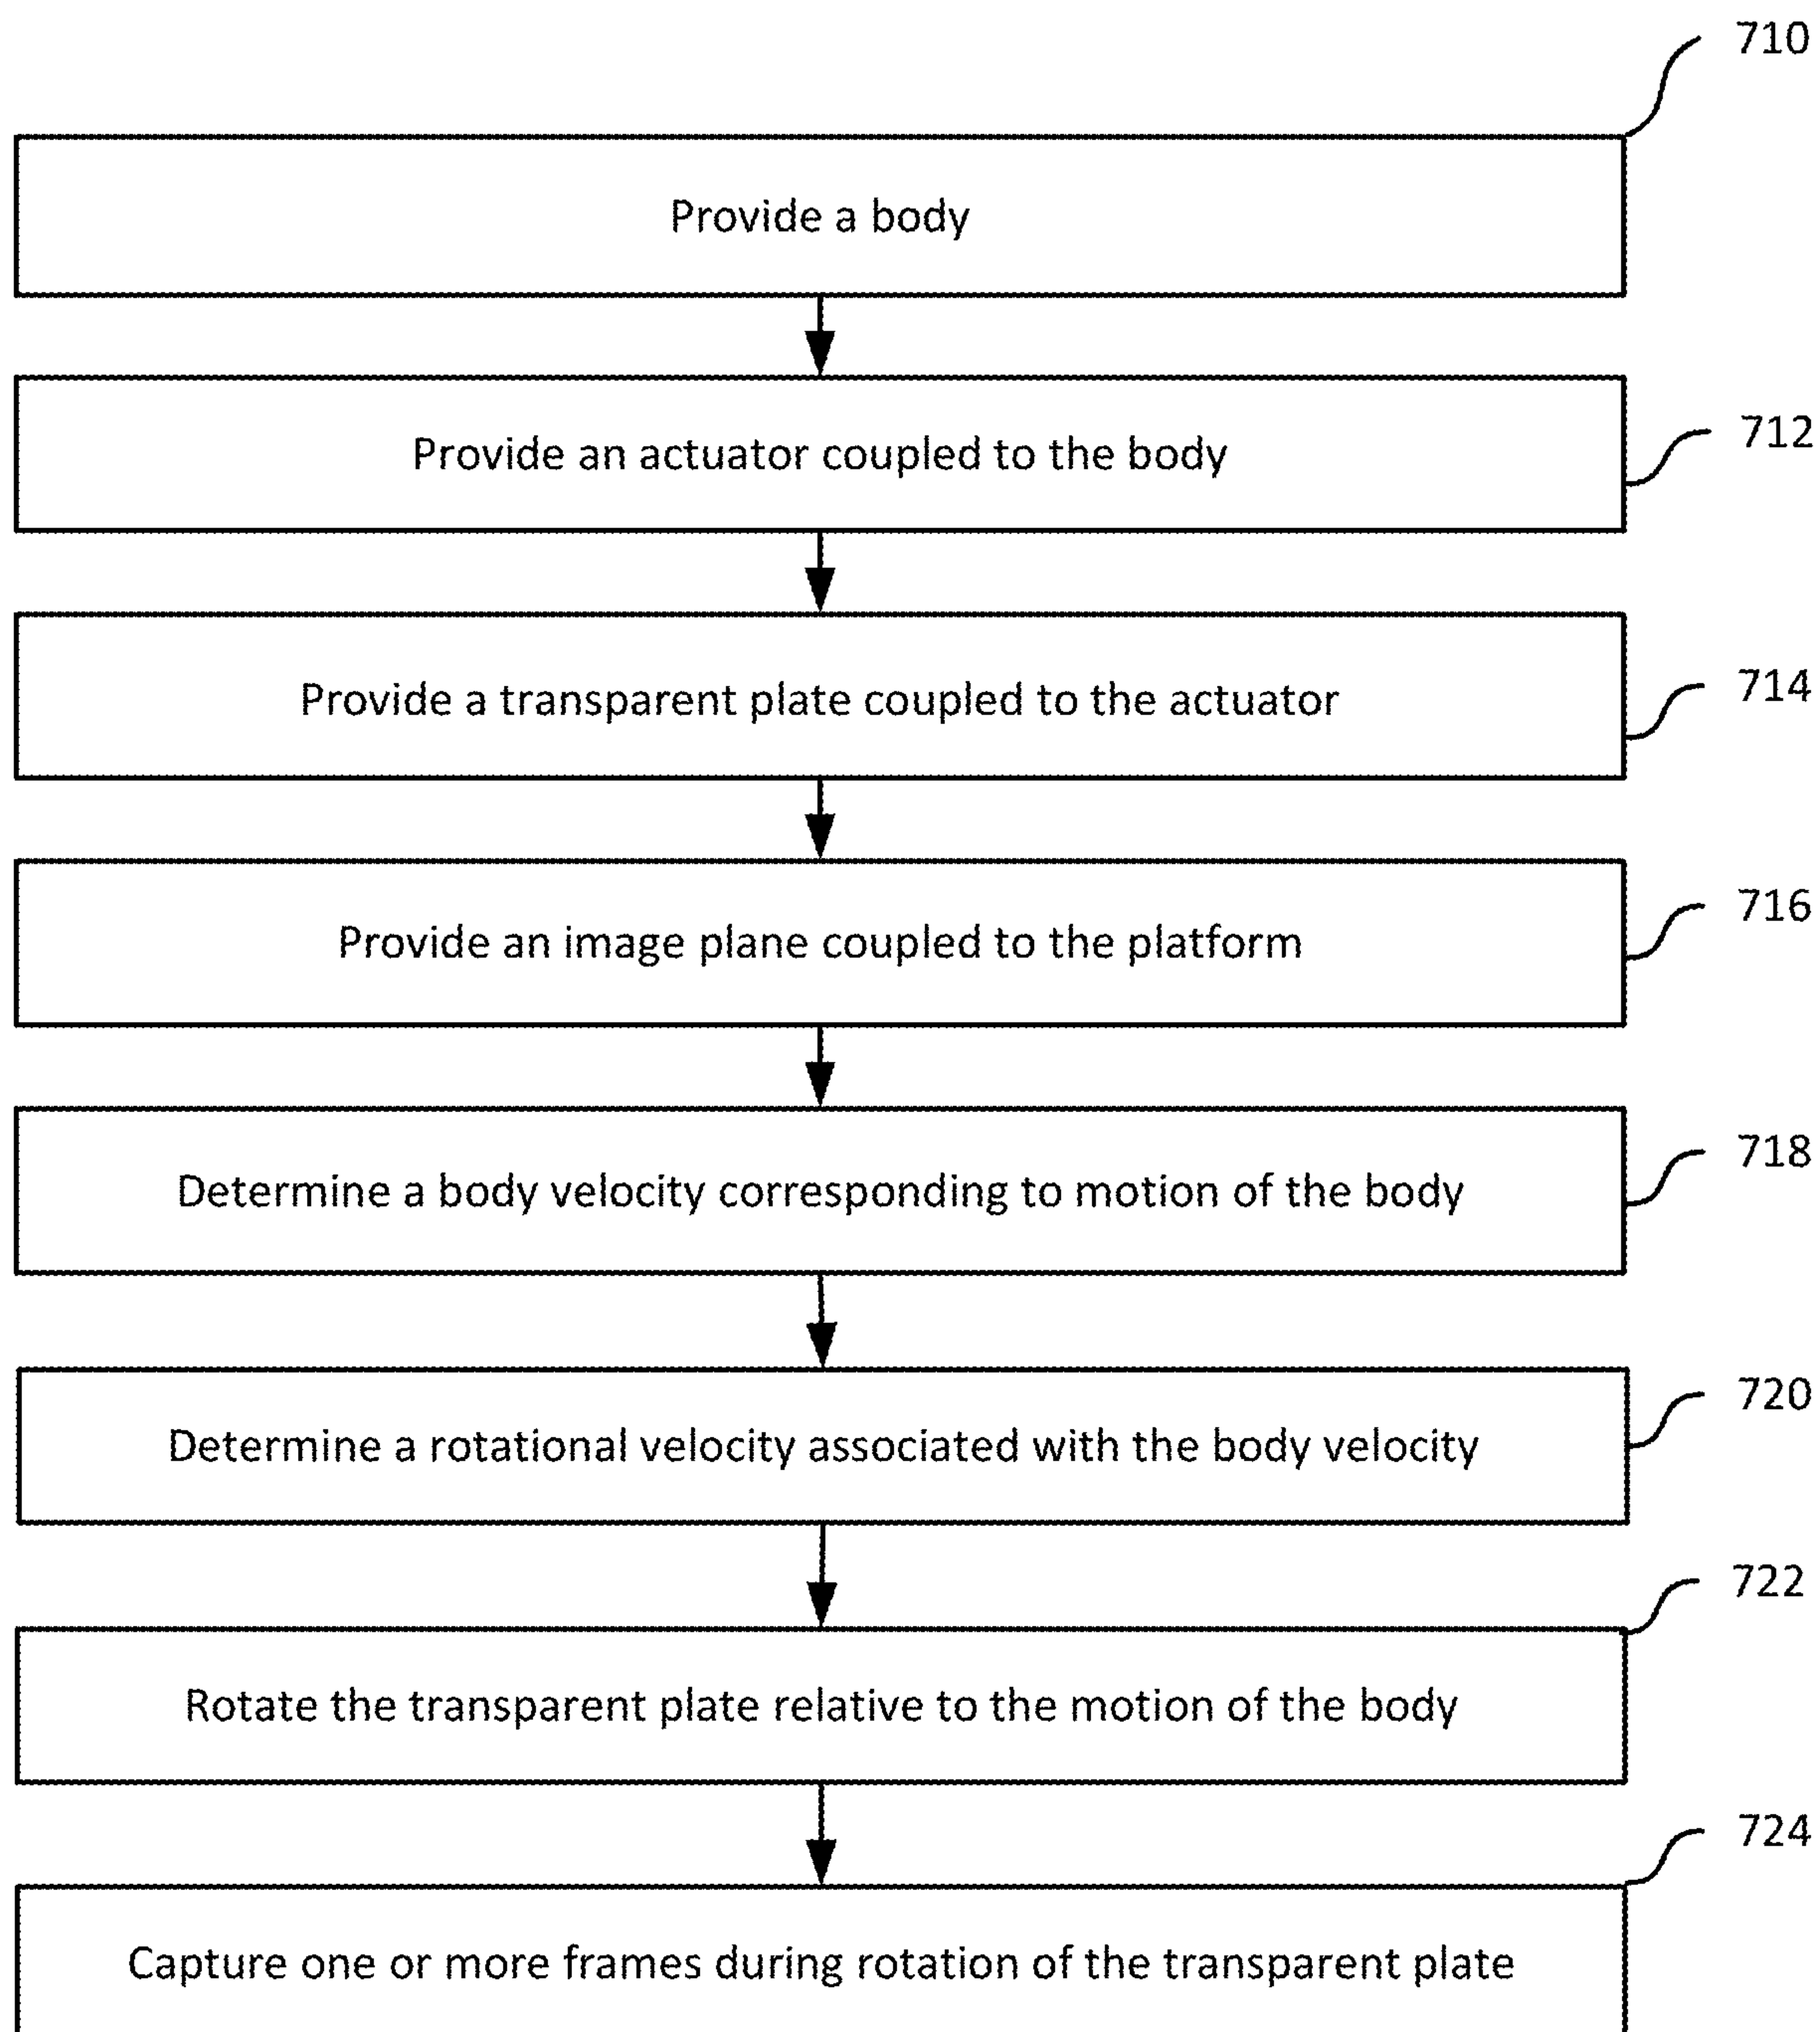 710
Provide a body
Provide an actuator coupled to the body
712
Provide a transparent plate coupled to the actuator
714
Provide an image plane coupled to the platform
716
Determine a body velocity corresponding to motion of the body
718
Determine a rotational velocity associated with the body velocity
720
Rotate the transparent plate relative to the motion of the body
722
Capture one or more frames during rotation of the transparent plate
724